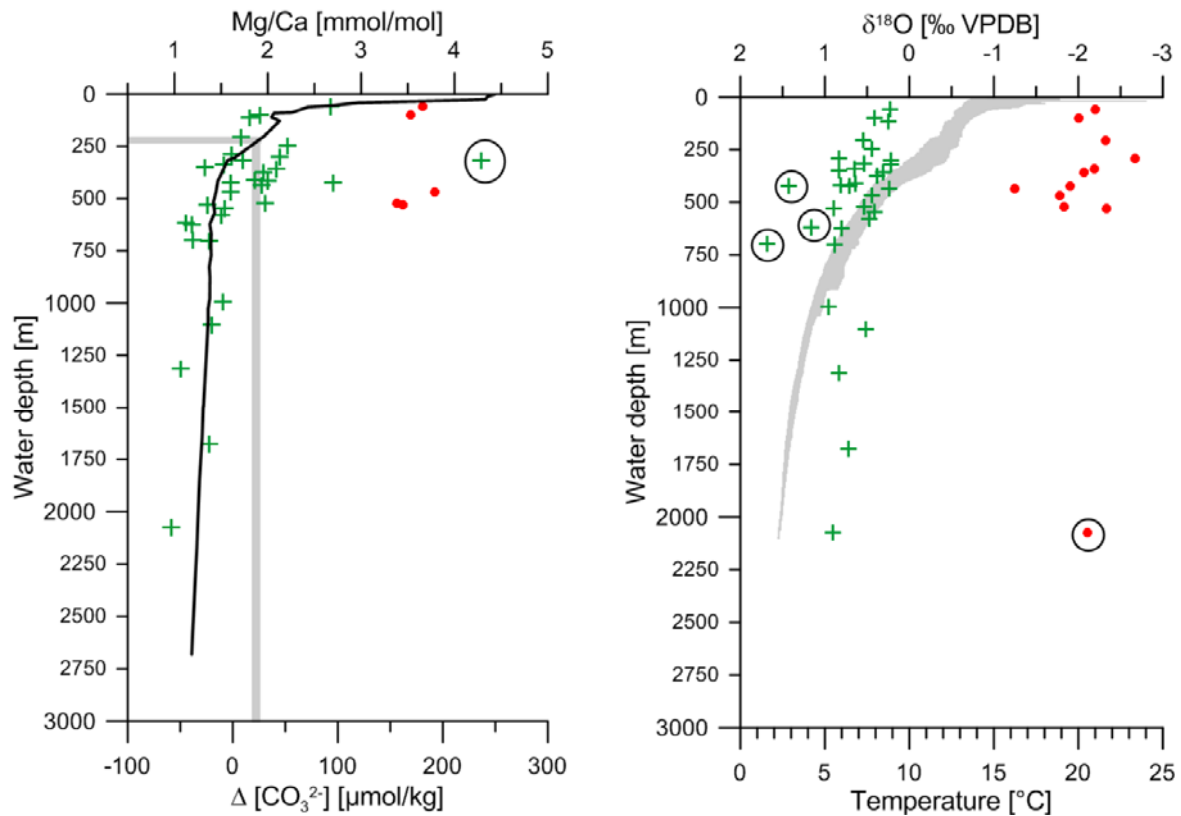 Mg/Ca [mmol/mol]
1 2 3 4 5
0
250
500
750
1000
1250
1500
1750
2000
2250
2500
2750
3000
Water depth [m]
-100 0 100 200 300
Δ [CO₃²⁻] [µmol/kg]
δ¹⁸O [‰ VPDB]
2 1 0 -1 -2 -3
0
250
500
750
1000
1250
1500
1750
2000
2250
2500
2750
3000
Water depth [m]
0 5 10 15 20 25
Temperature [°C]